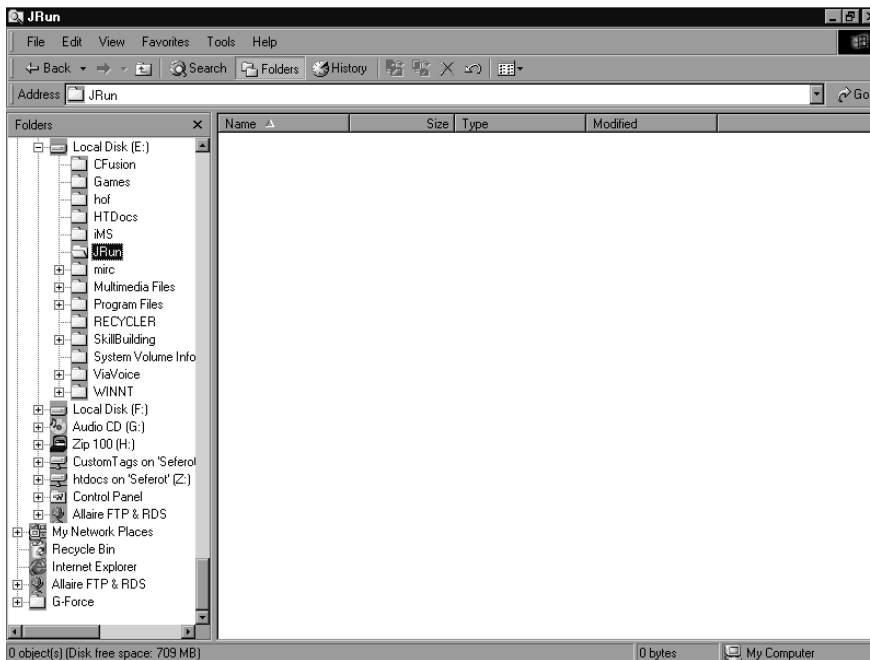 JRun
File Edit View Favorites Tools Help
Back Search Folders History
Address JRun Go
Folders
Name Size Type Modified
Local Disk (E:)
CFusion
Games
hof
HTDocs
iMS
JRun
mirc
Multimedia Files
Program Files
RECYCLER
SkillBuilding
System Volume Info
ViaVoice
WINNT
Local Disk (F:)
Audio CD (G:)
Zip 100 (H:)
CustomTags on 'Seferot
htdocs on 'Seferot' (Z:)
Control Panel
Allaire FTP & RDS
My Network Places
Recycle Bin
Internet Explorer
Allaire FTP & RDS
G-Force
0 object(s) (Disk free space: 709 MB) 0 bytes My Computer